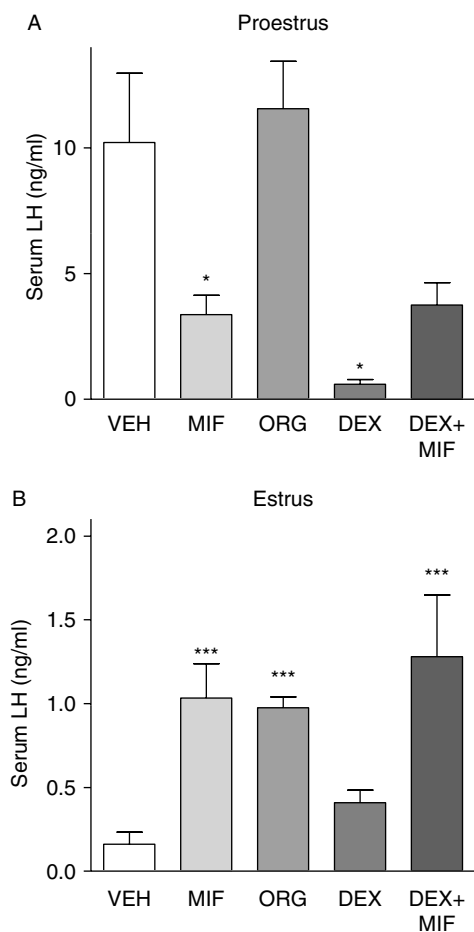 A
Proestrus
Serum LH (ng/ml)
10
*
5
*
0
VEH MIF ORG DEX DEX+
MIF
B
Estrus
Serum LH (ng/ml)
2.0
***
1.5
***
***
1.0
0.5
0.0
VEH MIF ORG DEX DEX+
MIF